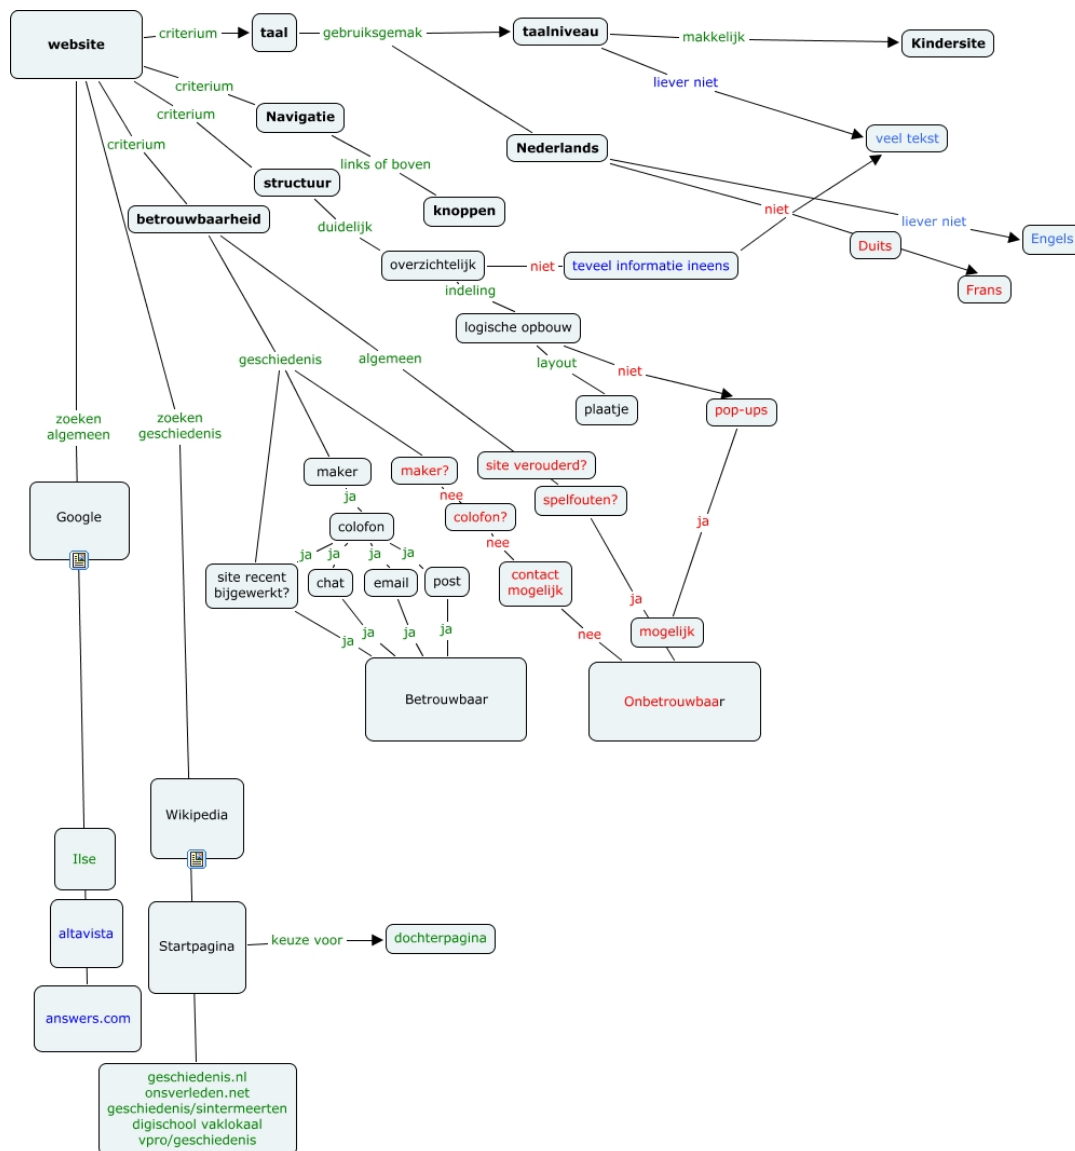 website
criterium
taal
gebruiksgemak
taalniveau
makkelijk
Kindersite
liever niet
veel tekst
criterium
Navigatie
links of boven
knoppen
criterium
structuur
duidelijk
Nederlands
niet
liever niet
Duits
Engels
Frans
criterium
betrouwbaarheid
overzichtelijk
niet
teveel informatie ineens
indeling
logische opbouw
layout
niet
plaatje
pop-ups
geschiedenis
algemeen
zoeken
algemeen
zoeken
geschiedenis
maker
maker?
site verouderd?
ja
nee
spelfouten?
Google
colofon
colofon?
ja
ja
ja
ja
ja
nee
site recent
bijgewerkt?
chat
email
post
contact
mogelijk
ja
ja
ja
ja
nee
ja
mogelijk
Betrouwbaar
Onbetrouwbaar
Wikipedia
Ilse
altavista
Startpagina
keuze voor
dochterpagina
answers.com
geschiedenis.nl
onsverleden.net
geschiedenis/sintermeerten
digischool vaklokaal
vpro/geschiedenis